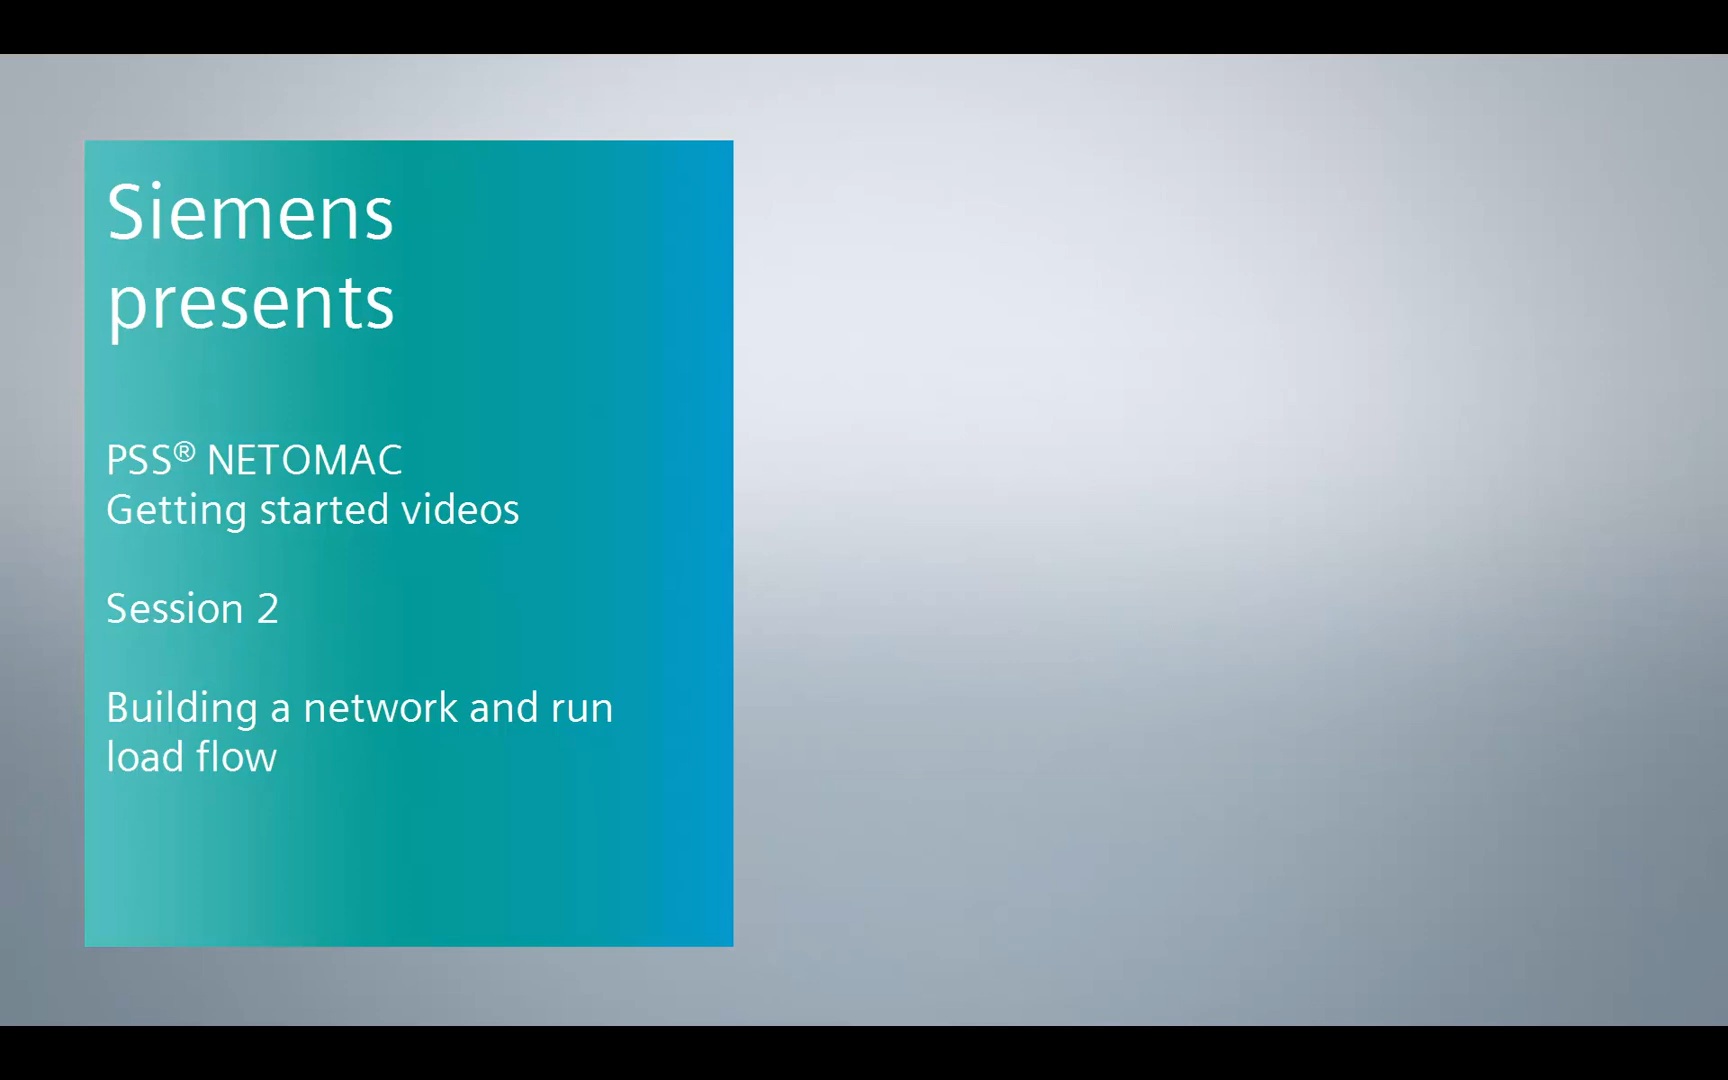 Siemens
presents
PSS® NETOMAC
Getting started videos
Session 2
Building a network and run
load flow